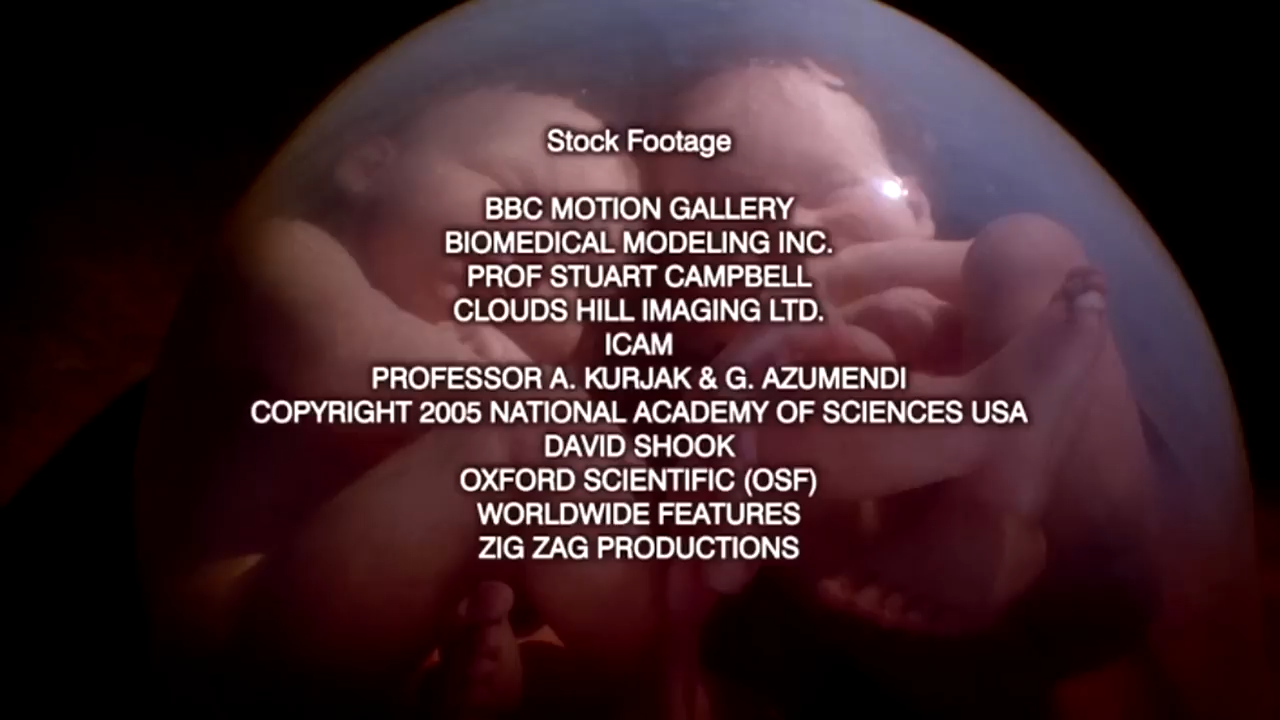 Stock Footage
BBC MOTION GALLERY
BIOMEDICAL MODELING INC.
PROF STUART CAMPBELL
CLOUDS HILL IMAGING LTD.
ICAM
PROFESSOR A. KURJAK & G. AZUMENDI
COPYRIGHT 2005 NATIONAL ACADEMY OF SCIENCES USA
DAVID SHOOK
OXFORD SCIENTIFIC (OSF)
WORLDWIDE FEATURES
ZIG ZAG PRODUCTIONS